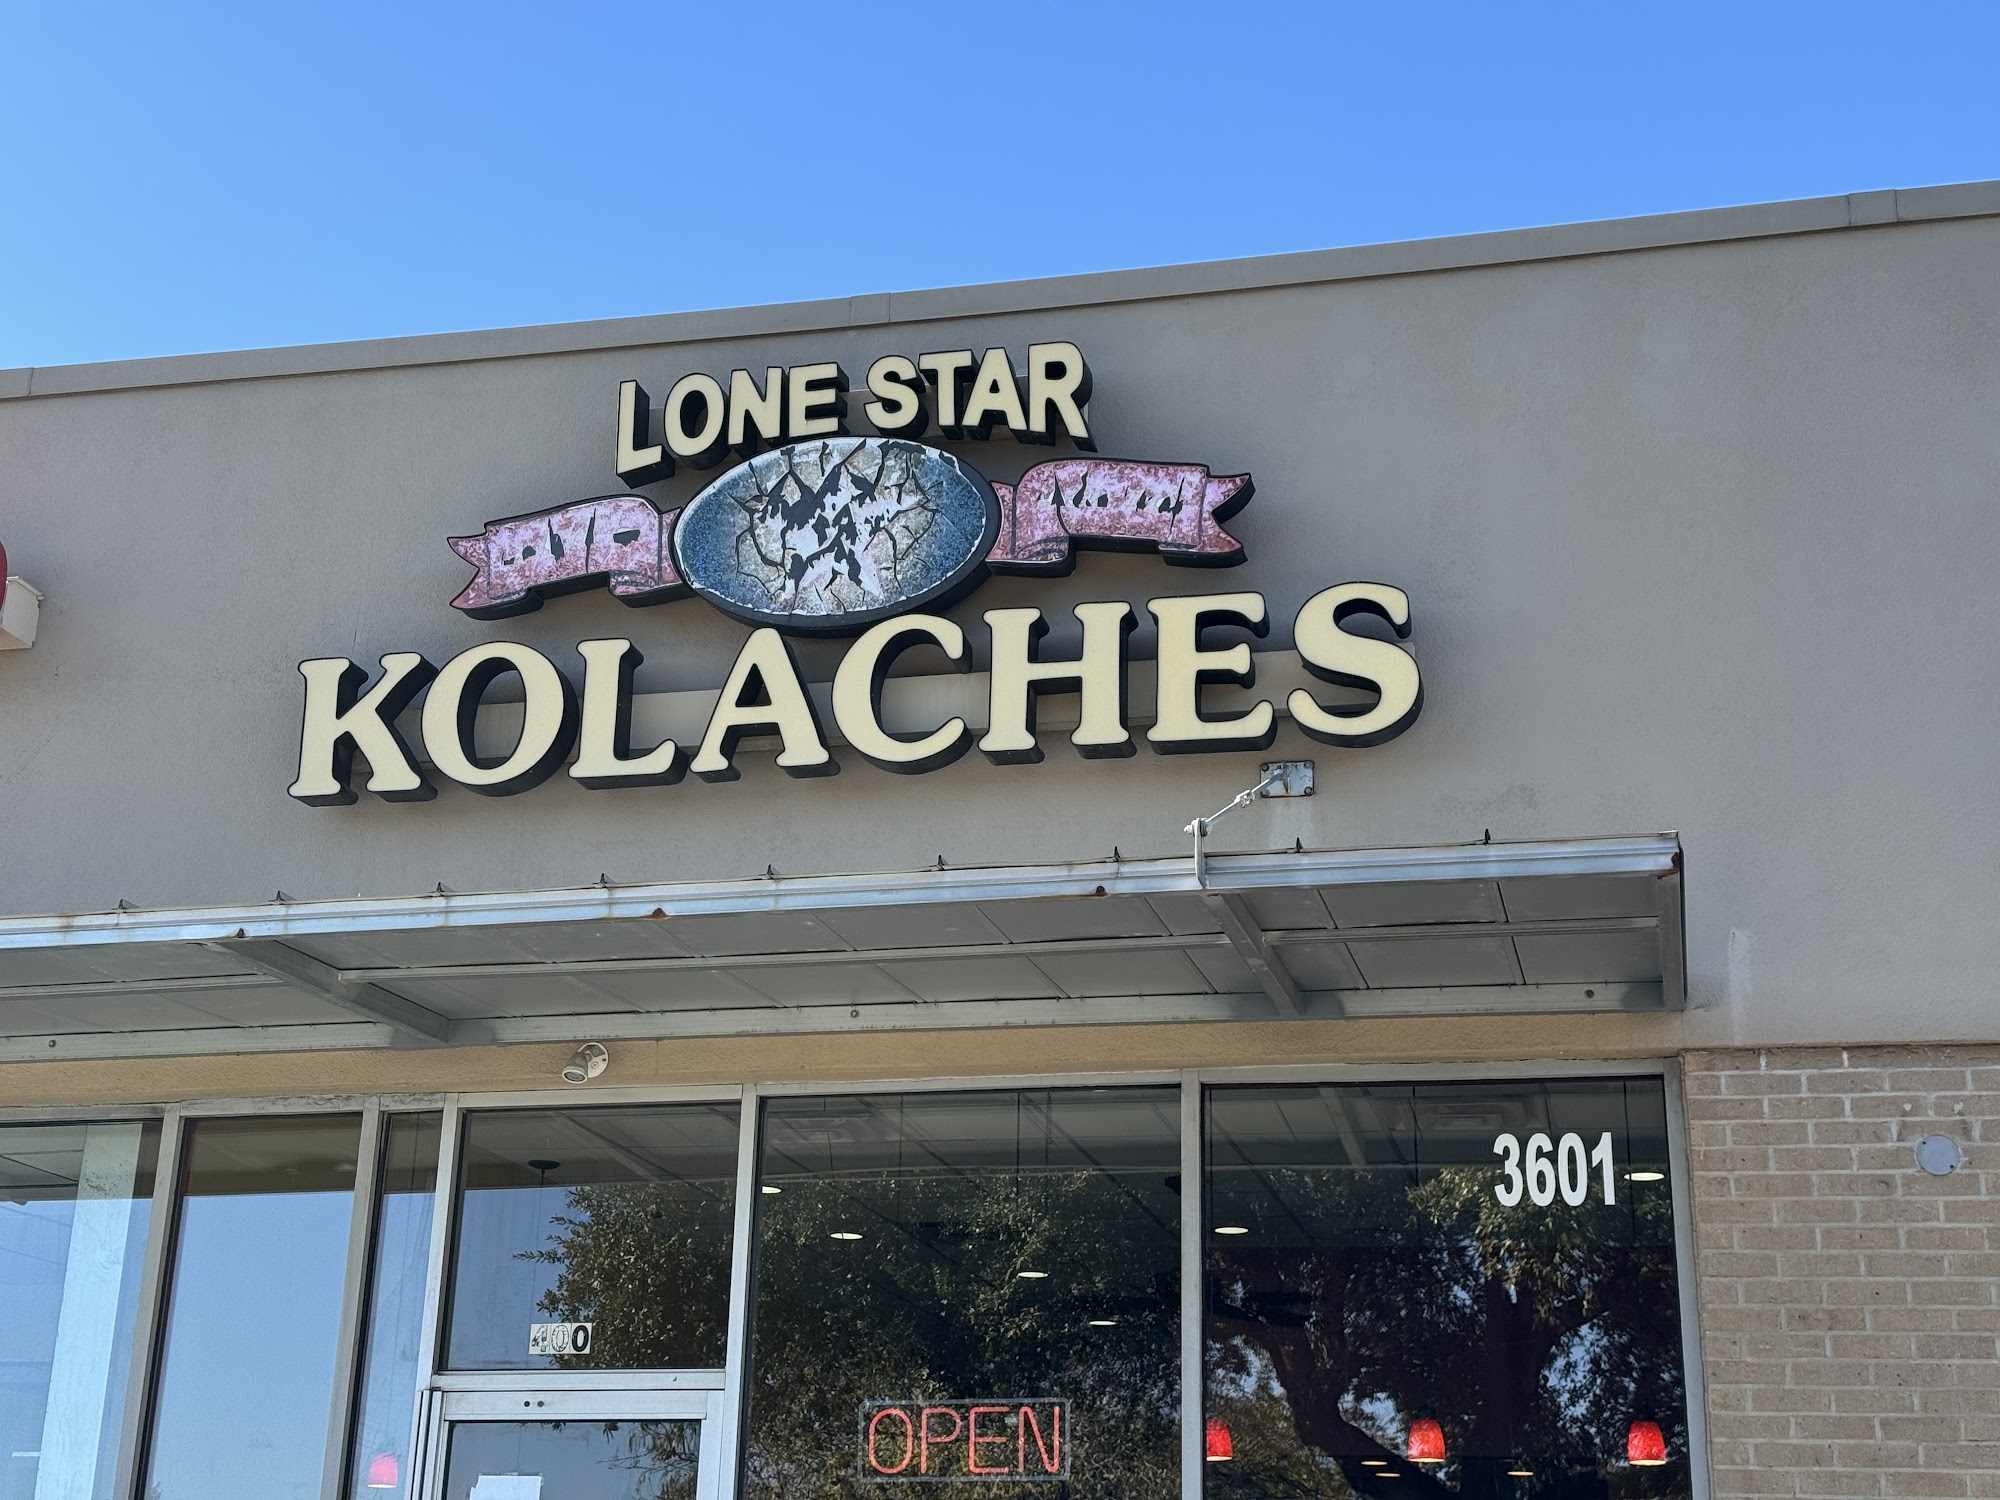 LONE STAR
KOLACHES
3601
400
OPEN